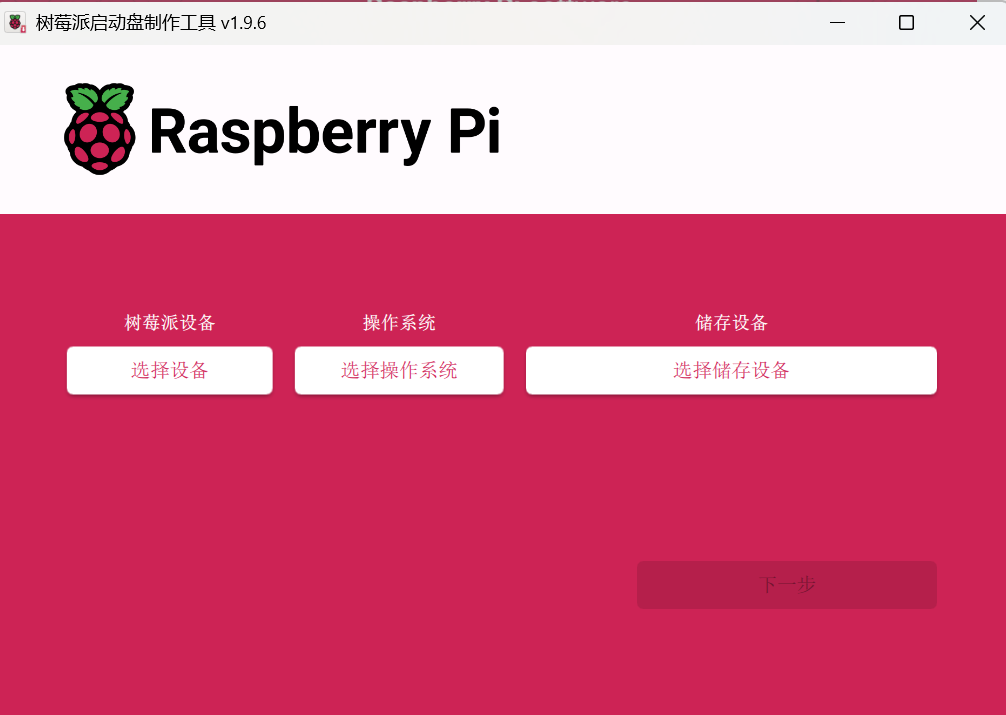 树莓派启动盘制作工具 v1.9.6
Raspberry Pi
树莓派设备
操作系统
储存设备
选择设备
选择操作系统
选择储存设备
下一步